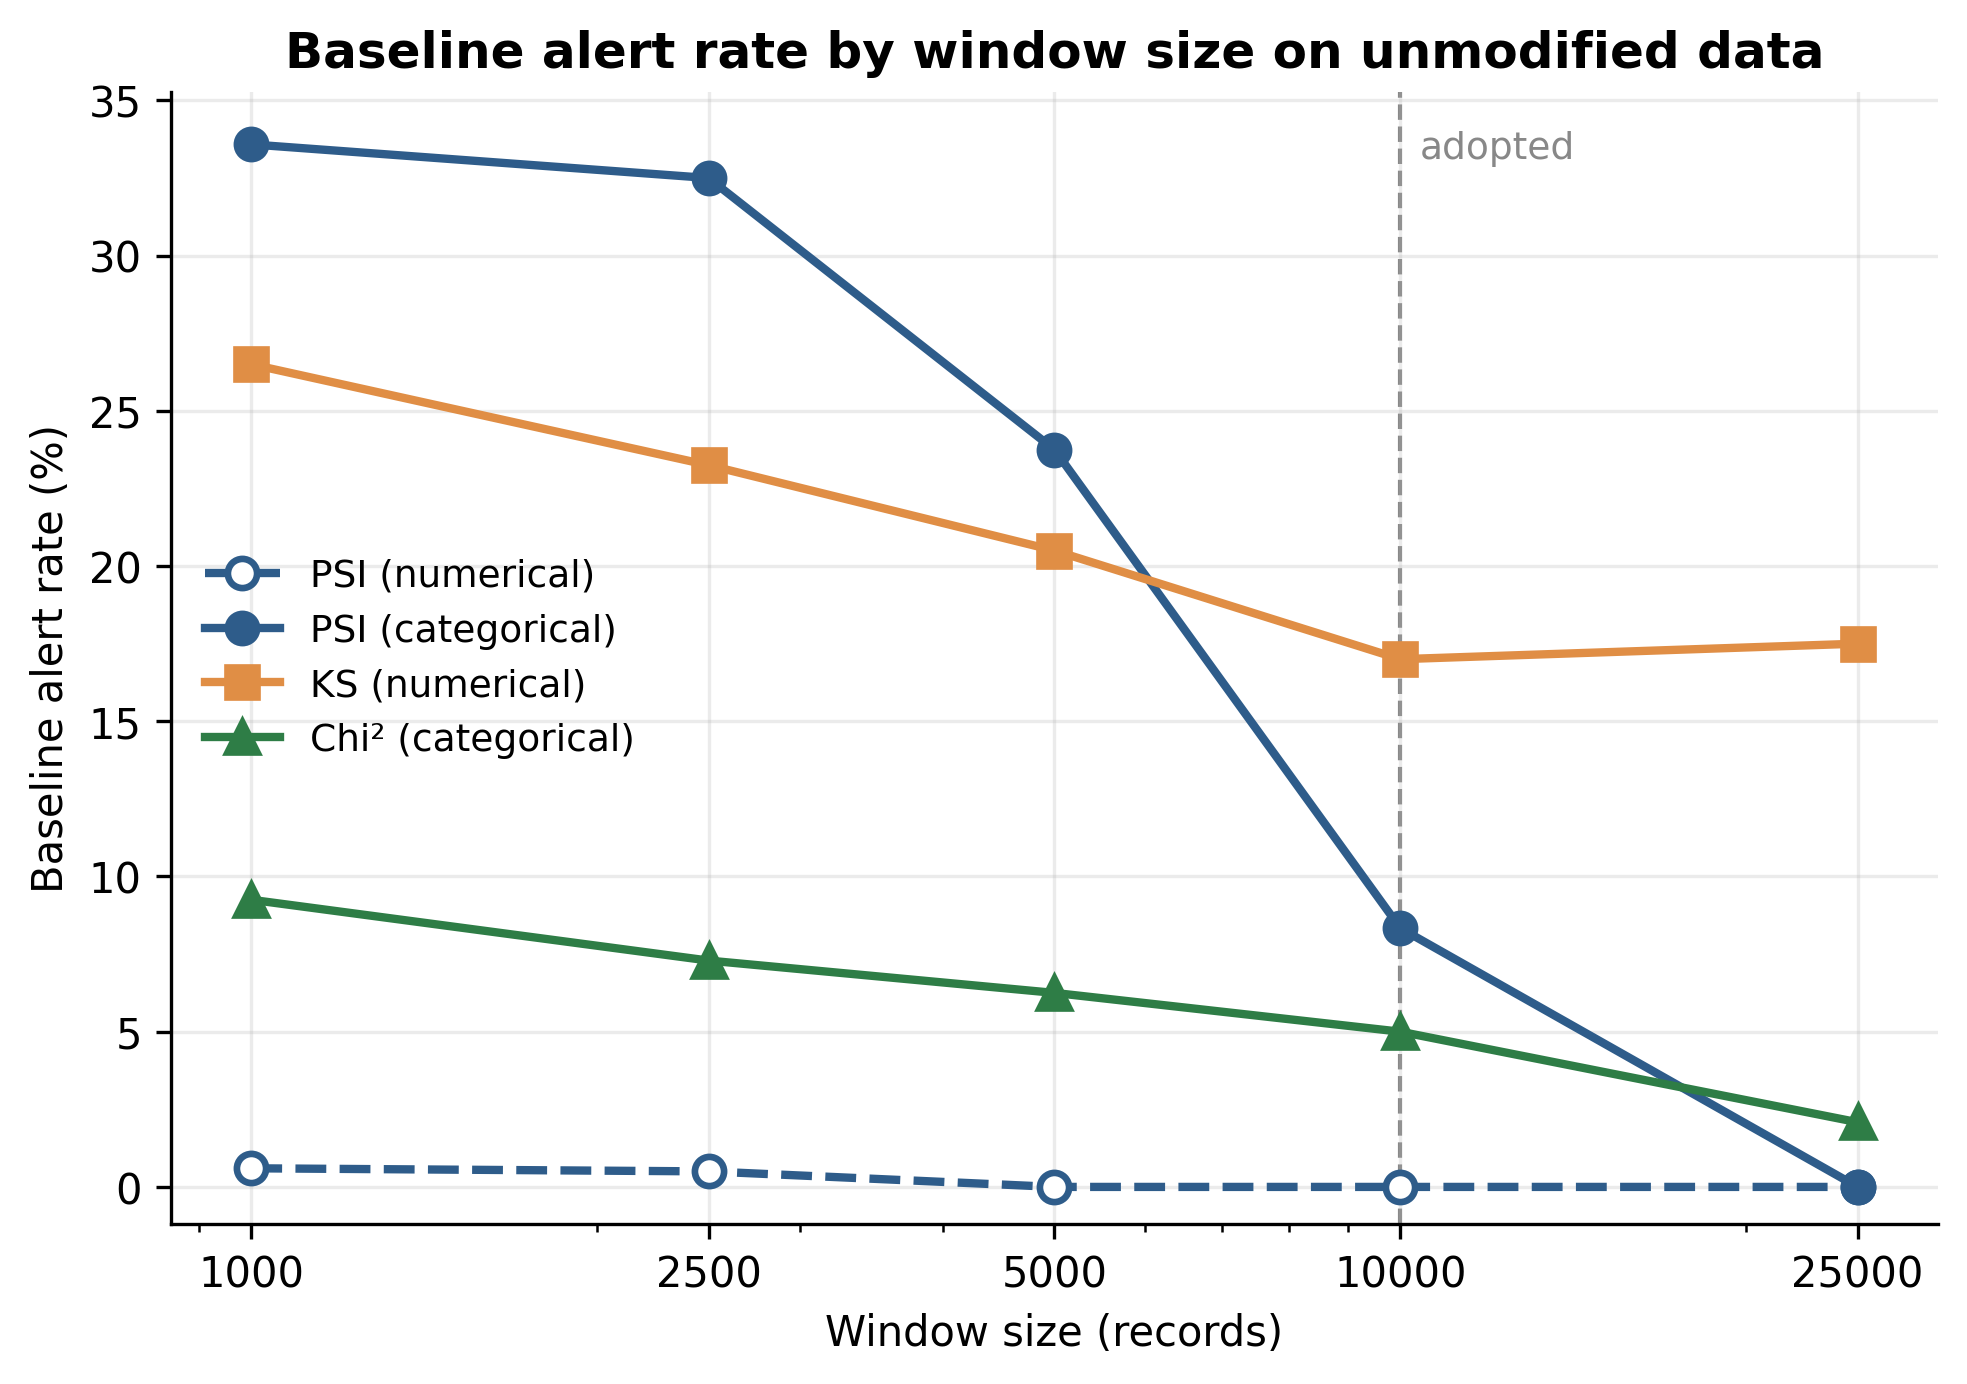 Baseline alert rate by window size on unmodified data
35
30
25
20
15
10
5
0
Baseline alert rate (%)
adopted
PSI (numerical)
PSI (categorical)
KS (numerical)
Chi² (categorical)
1000 2500 5000 10000 25000
Window size (records)